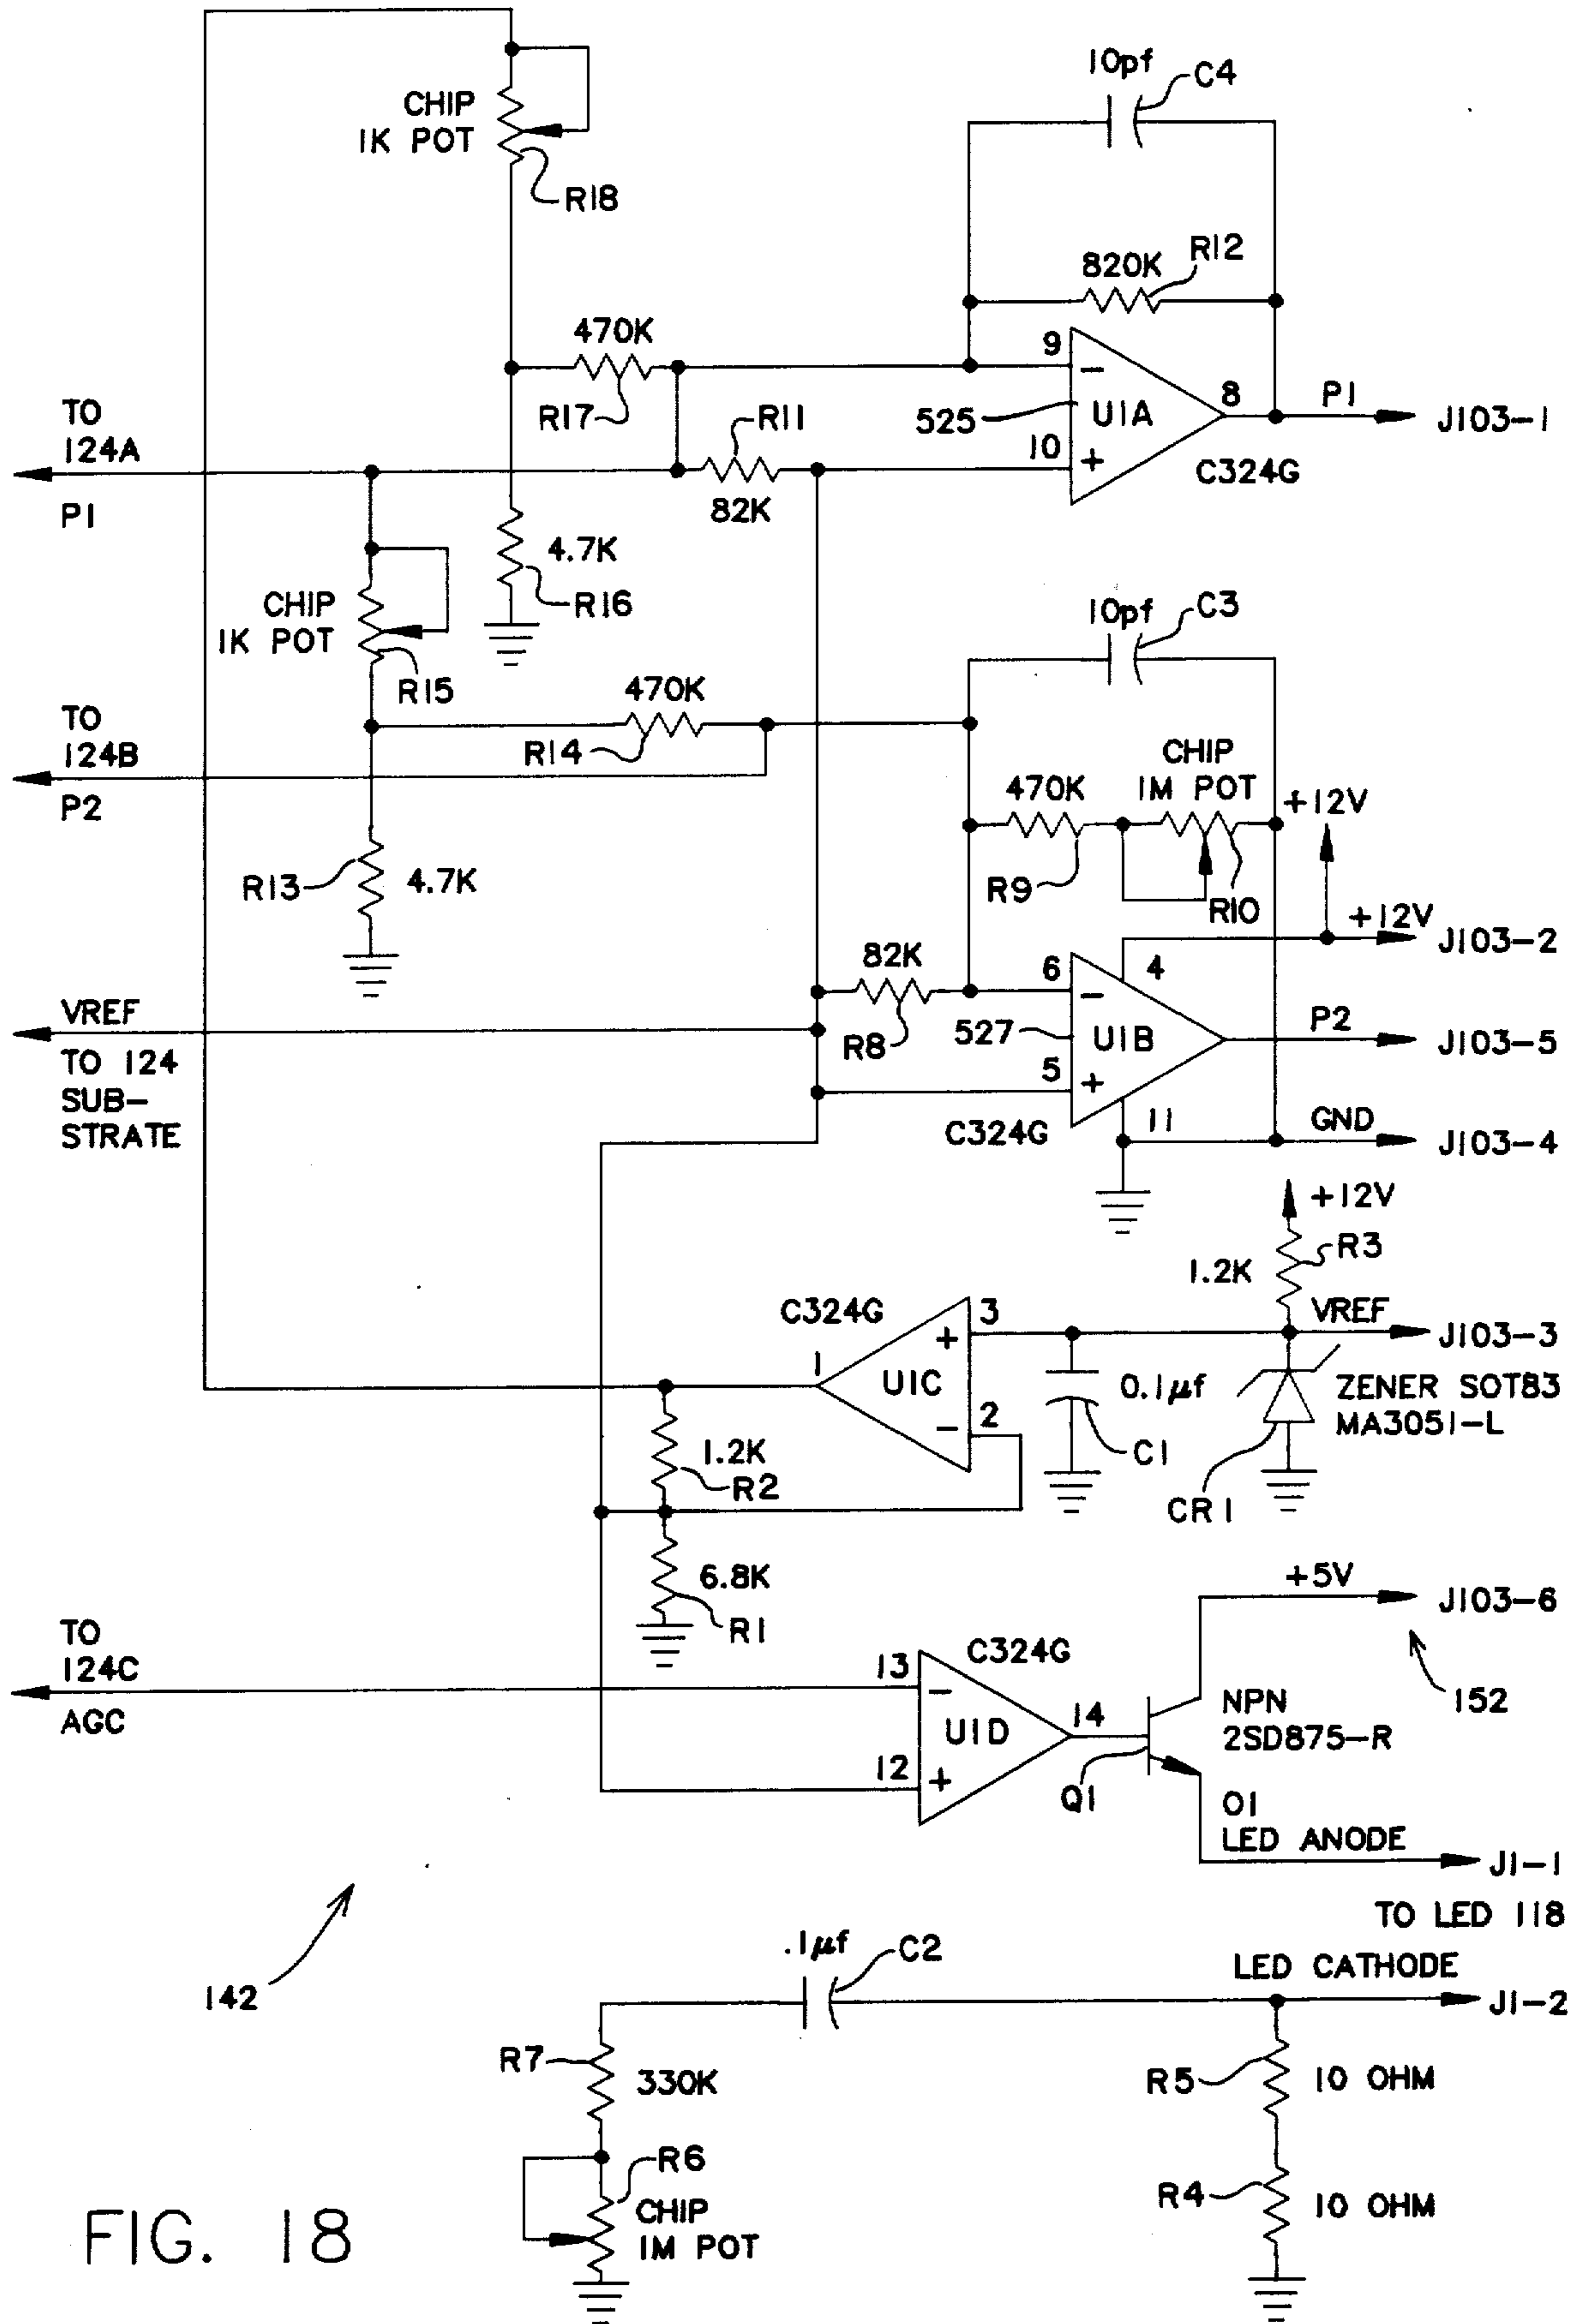 10pf
C4
CHIP
1K POT
R18
R12
820K
470K
9
−
R17
R11
525
U1A
8
P1
J103-1
TO
124A
10
+
C324G
P1
82K
4.7K
CHIP
1K POT
R16
10pf
C3
R15
470K
TO
124B
R14
CHIP
1M POT
P2
470K
+12V
R13
4.7K
R9
R10
+12V
J103-2
82K
6
4
−
VREF
R8
527
U1B
P2
J103-5
TO 124
SUB-
STRATE
5
+
C324G
11
GND
J103-4
+12V
R3
1.2K
C324G
3
VREF
J103-3
1
+
U1C
0.1µf
ZENER SOT83
MA3051-L
−
2
1.2K
R2
C1
CR1
6.8K
+5V
J103-6
R1
TO
124C
C324G
13
−
152
AGC
U1D
14
NPN
2SD875-R
12
+
Q1
01
LED ANODE
J1-1
TO LED 118
.1µf
C2
LED CATHODE
142
J1-2
R7
330K
R5
10 OHM
R6
R4
10 OHM
CHIP
1M POT
FIG. 18